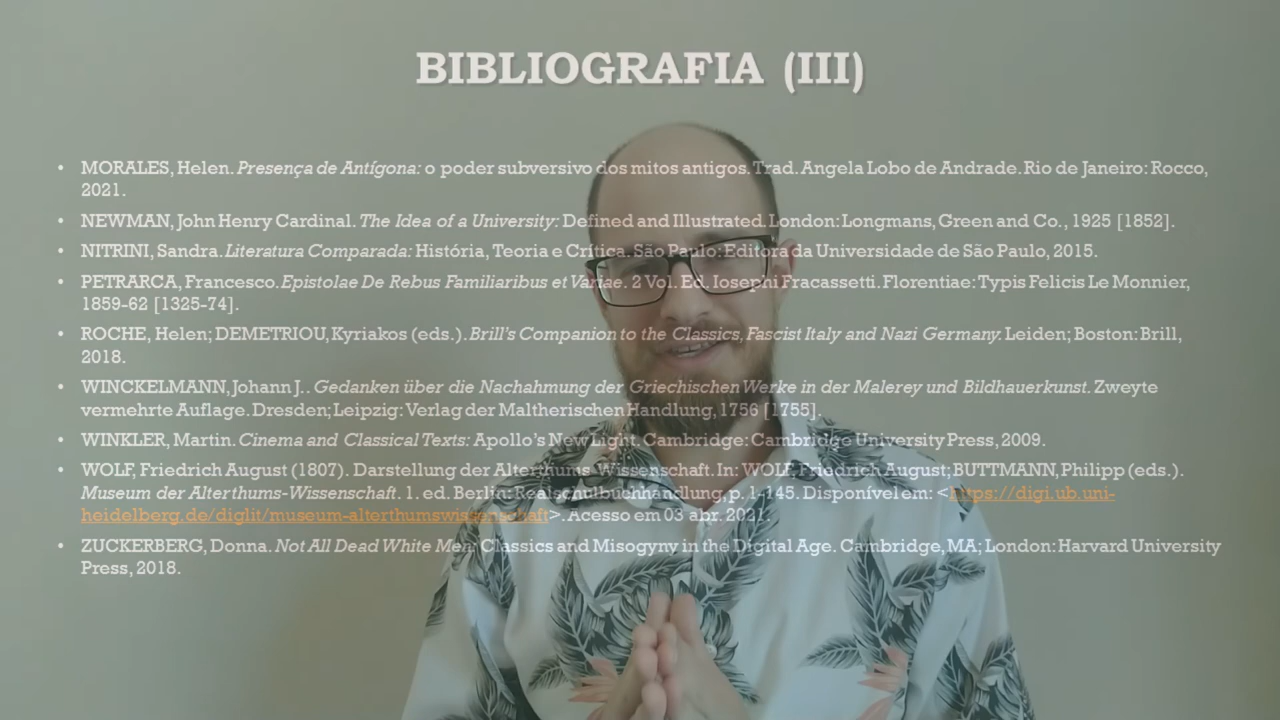 BIBLIOGRAFIA (III)
• MORALES, Helen. Presença de Antígona: o poder subversivo dos mitos antigos. Trad. Angela Lobo de Andrade. Rio de Janeiro: Rocco,
2021.
• NEWMAN, John Henry Cardinal. The Idea of a University: Defined and Illustrated. London: Longmans, Green and Co., 1925 [1852].
• NITRINI, Sandra. Literatura Comparada: História, Teoria e Crítica. São Paulo: Editora da Universidade de São Paulo, 2015.
• PETRARCA, Francesco. Epistolae De Rebus Familiaribus et Variae. 2 Vol. Ed. Iosephi Fracassetti. Florentiae: Typis Felicis Le Monnier,
1859-62 [1325-74].
• ROCHE, Helen; DEMETRIOU, Kyriakos (eds.). Brill's Companion to the Classics, Fascist Italy and Nazi Germany. Leiden; Boston: Brill,
2018.
• WINCKELMANN, Johann J.. Gedanken über die Nachahmung der Griechischen Werke in der Malerey und Bildhauerkunst. Zweyte
vermehrte Auflage. Dresden; Leipzig: Verlag der Maltherischen Handlung, 1756 [1755].
• WINKLER, Martin. Cinema and Classical Texts: Apollo's New Light. Cambridge: Cambridge University Press, 2009.
• WOLF, Friedrich August (1807). Darstellung der Alterthums-Wissenschaft. In: WOLF, Friedrich August; BUTTMANN, Philipp (eds.).
Museum der Alterthums-Wissenschaft. 1. ed. Berlin: Realschulbuchhandlung, p. 1-145. Disponível em: <https://digi.ub.uni-
heidelberg.de/diglit/museum-alterthumswissenschaft>. Acesso em 03 abr. 2021.
• ZUCKERBERG, Donna. Not All Dead White Men: Classics and Misogyny in the Digital Age. Cambridge, MA; London: Harvard University
Press, 2018.